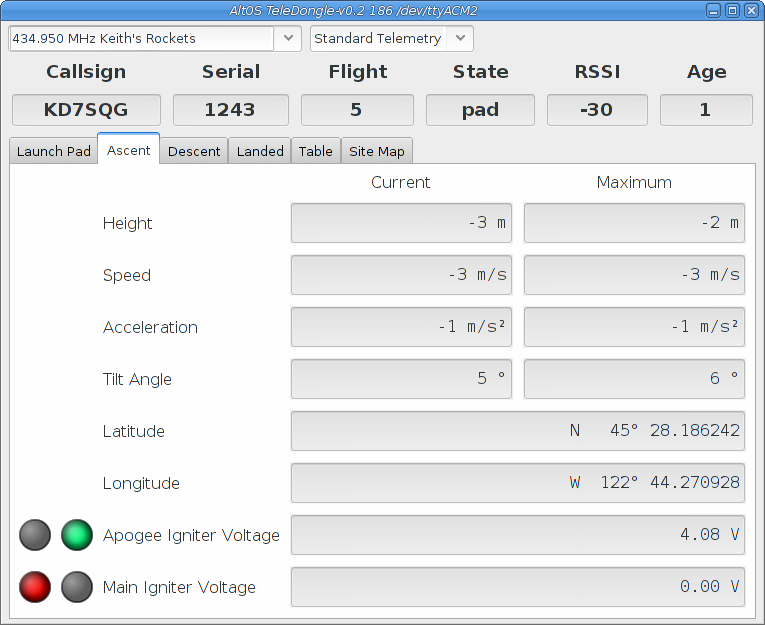 AltOS TeleDongle-v0.2 186 /dev/ttyACM2
434.950 MHz Keith's Rockets Standard Telemetry
Callsign Serial Flight State RSSI Age
KD7SQG 1243 5 pad -30 1
Launch Pad Ascent Descent Landed Table Site Map
Current Maximum
Height -3 m -2 m
Speed -3 m/s -3 m/s
Acceleration -1 m/s² -1 m/s²
Tilt Angle 5 ° 6 °
Latitude N 45° 28.186242
Longitude W 122° 44.270928
Apogee Igniter Voltage 4.08 V
Main Igniter Voltage 0.00 V